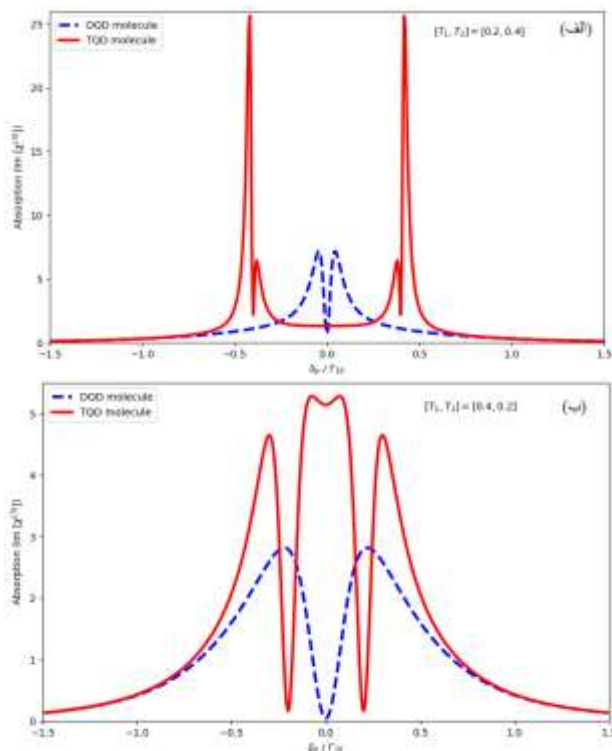 DQD molecule
TQD molecule
[T₁, T₂] = [0.2, 0.4]
(الف)
Absorption (Im [χ⁽¹⁾])
25
20
15
10
5
0
−1.5 −1.0 −0.5 0.0 0.5 1.0 1.5
δₚ / Γ₁₀
DQD molecule
TQD molecule
[T₁, T₂] = [0.4, 0.2]
(ب)
Absorption (Im [χ⁽¹⁾])
5
4
3
2
1
0
−1.5 −1.0 −0.5 0.0 0.5 1.0 1.5
δₚ / Γ₁₀